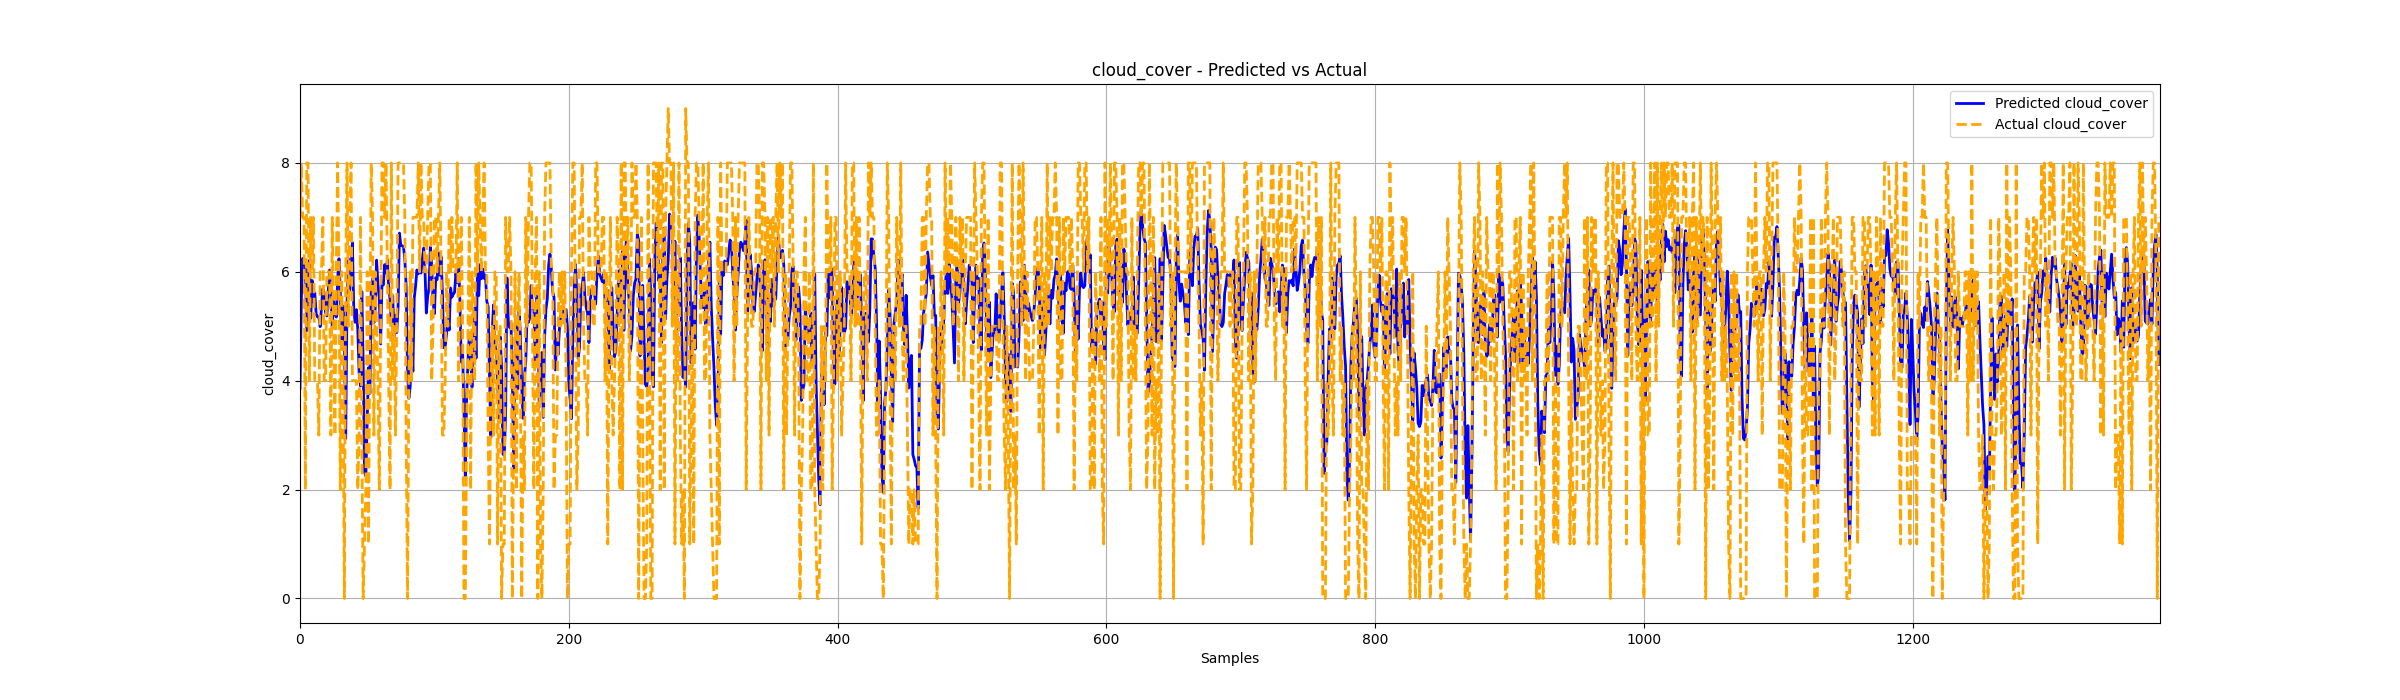 cloud_cover - Predicted vs Actual
Predicted cloud_cover
Actual cloud_cover
8
6
4
2
0
cloud_cover
0 200 400 600 800 1000 1200
Samples